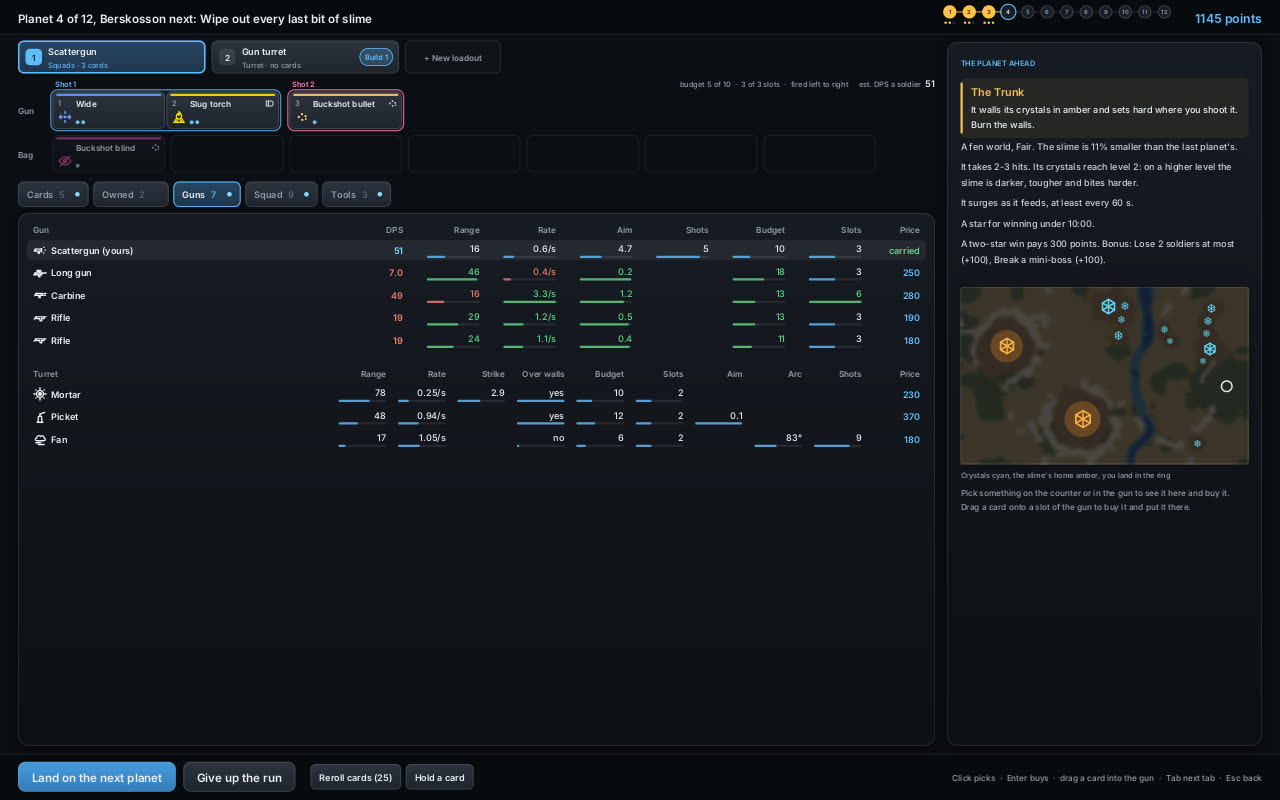 Planet 4 of 12, Berskosson next: Wipe out every last bit of slime
1 2 3 4 5 6 7 8 9 10 11 12
1145 points
1 Scattergun
Squads · 3 cards
2 Gun turret
Turret · no cards
Build 1
+ New loadout
Shot 1
Shot 2
budget 5 of 10 · 3 of 3 slots · fired left to right est. DPS a soldier 51
Gun
1 Wide
2 Slug torch
3 Buckshot bullet
Bag
Buckshot blind
Cards 5
Owned 2
Guns 7
Squad 9
Tools 3
Gun DPS Range Rate Aim Shots Budget Slots Price
Scattergun (yours) 51 16 0.6/s 4.7 5 10 3 carried
Long gun 7.0 46 0.4/s 0.2 18 3 250
Carbine 49 16 3.3/s 1.2 13 6 280
Rifle 19 29 1.2/s 0.5 13 3 190
Rifle 19 24 1.1/s 0.4 11 3 180
Turret Range Rate Strike Over walls Budget Slots Aim Arc Shots Price
Mortar 78 0.25/s 2.9 yes 10 2 230
Picket 48 0.94/s yes 12 2 0.1 370
Fan 17 1.05/s no 6 2 83° 9 180
THE PLANET AHEAD
The Trunk
It walls its crystals in amber and sets hard where you shoot it.
Burn the walls.
A fen world, Fair. The slime is 11% smaller than the last planet's.
It takes 2-3 hits. Its crystals reach level 2: on a higher level the
slime is darker, tougher and bites harder.
It surges as it feeds, at least every 60 s.
A star for winning under 10:00.
A two-star win pays 300 points. Bonus: Lose 2 soldiers at most
(+100), Break a mini-boss (+100).
Crystals cyan, the slime's home amber, you land in the ring
Pick something on the counter or in the gun to see it here and buy it.
Drag a card onto a slot of the gun to buy it and put it there.
Land on the next planet
Give up the run
Reroll cards (25)
Hold a card
Click picks · Enter buys · drag a card into the gun · Tab next tab · Esc back